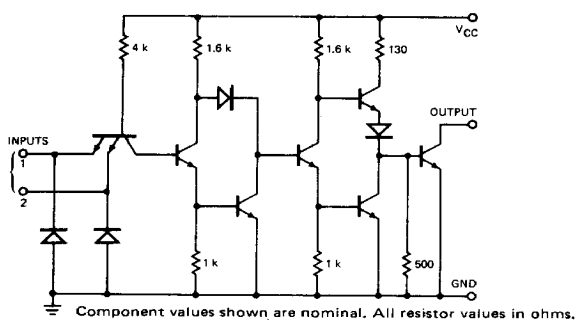 VCC
4 k
1.6 k
1.6 k
130
OUTPUT
INPUTS
1
2
1 k
1 k
500
GND
Component values shown are nominal. All resistor values in ohms.